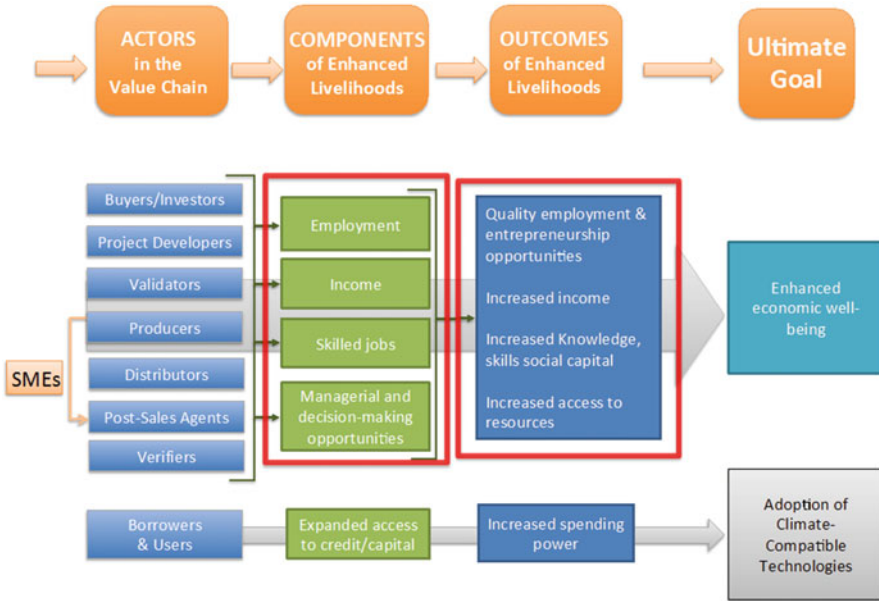 ACTORS
in the
Value Chain
COMPONENTS
of Enhanced
Livelihoods
OUTCOMES
of Enhanced
Livelihoods
Ultimate
Goal
Buyers/Investors
Project Developers
Validators
Producers
SMEs
Distributors
Post-Sales Agents
Verifiers
Employment
Income
Skilled jobs
Managerial and
decision-making
opportunities
Quality employment &
entrepreneurship
opportunities
Increased income
Increased Knowledge,
skills social capital
Increased access to
resources
Enhanced
economic well-
being
Borrowers
& Users
Expanded access
to credit/capital
Increased spending
power
Adoption of
Climate-
Compatible
Technologies